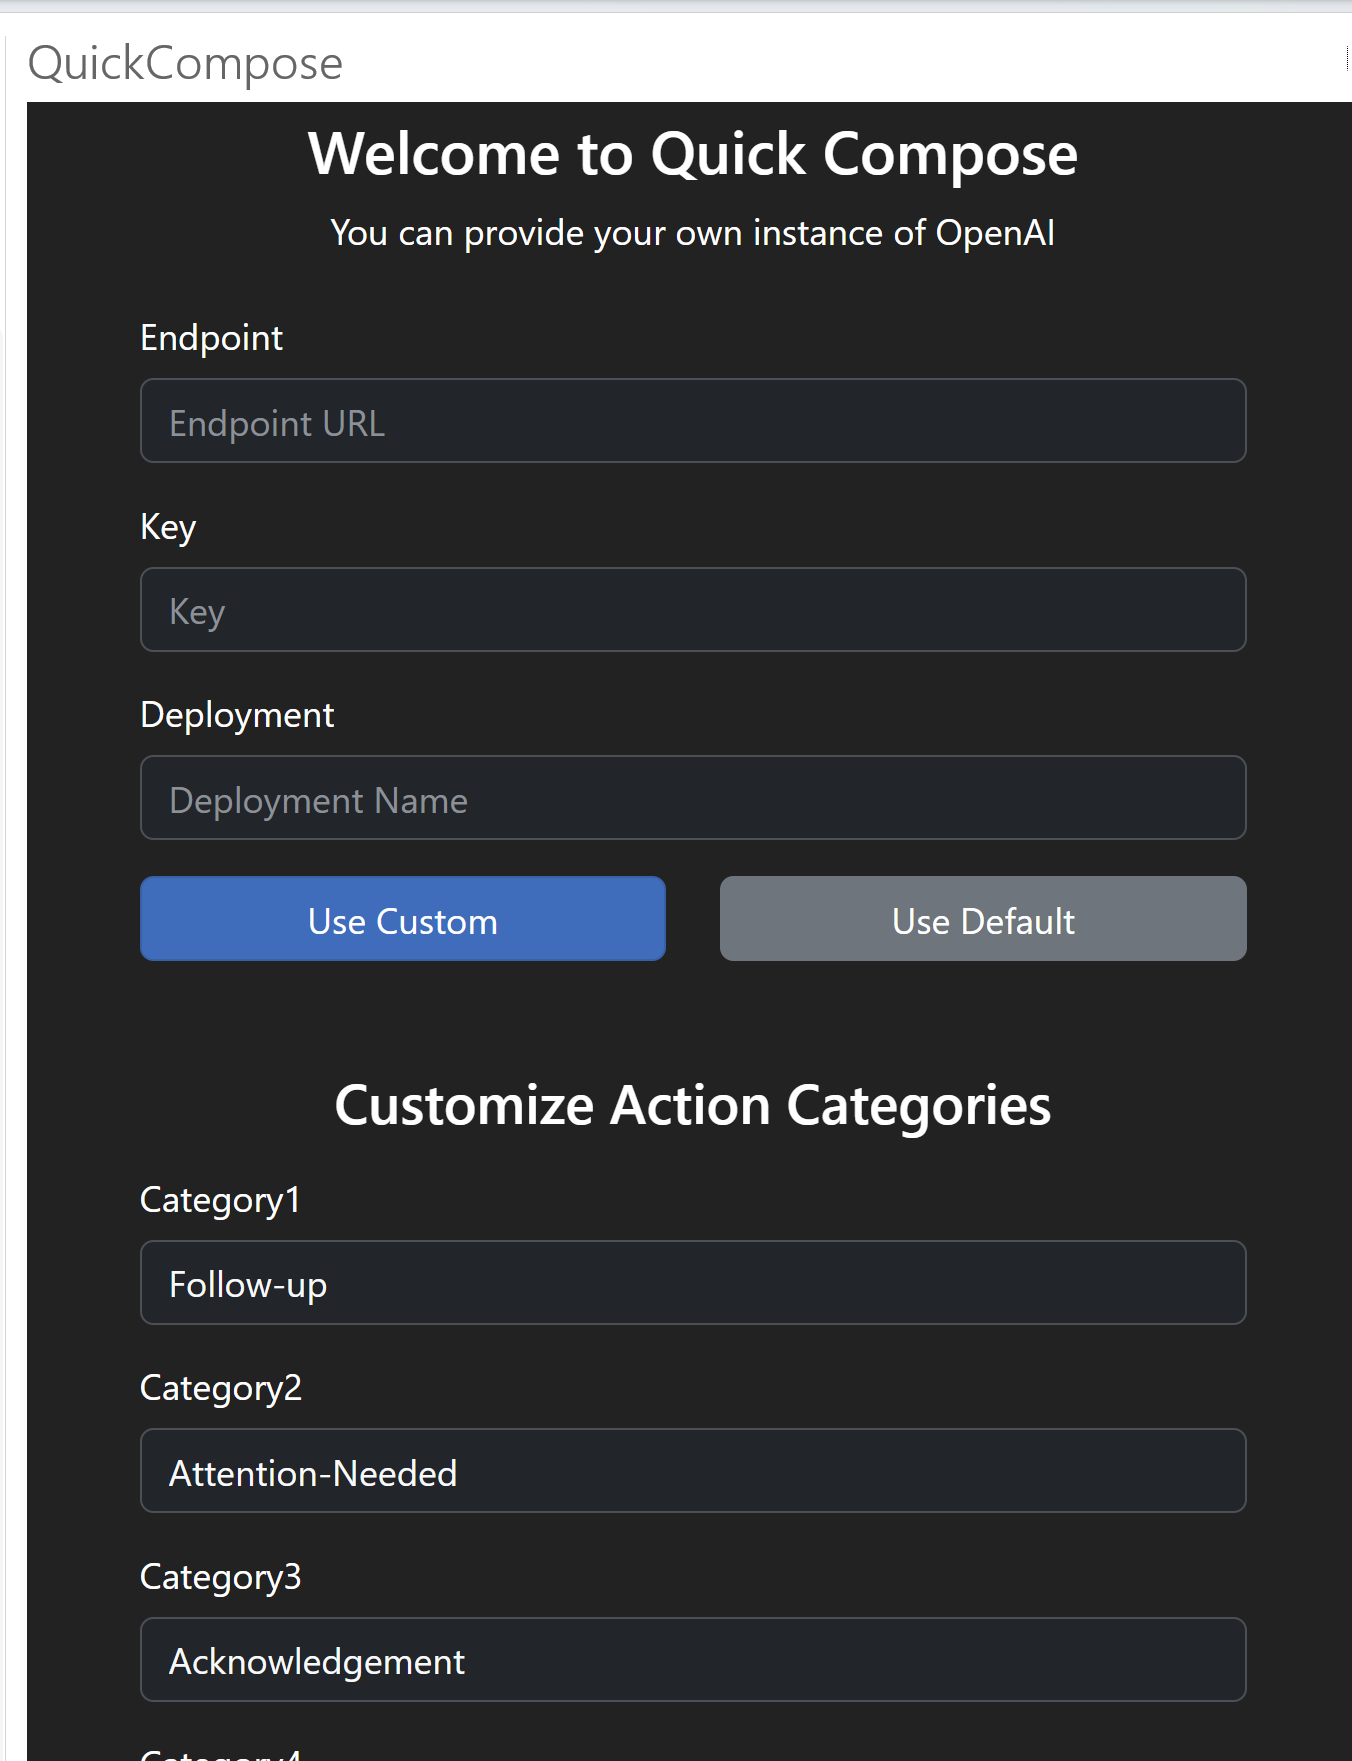 QuickCompose
Welcome to Quick Compose
You can provide your own instance of OpenAI
Endpoint
Endpoint URL
Key
Key
Deployment
Deployment Name
Use Custom
Use Default
Customize Action Categories
Category1
Follow-up
Category2
Attention-Needed
Category3
Acknowledgement
Category4